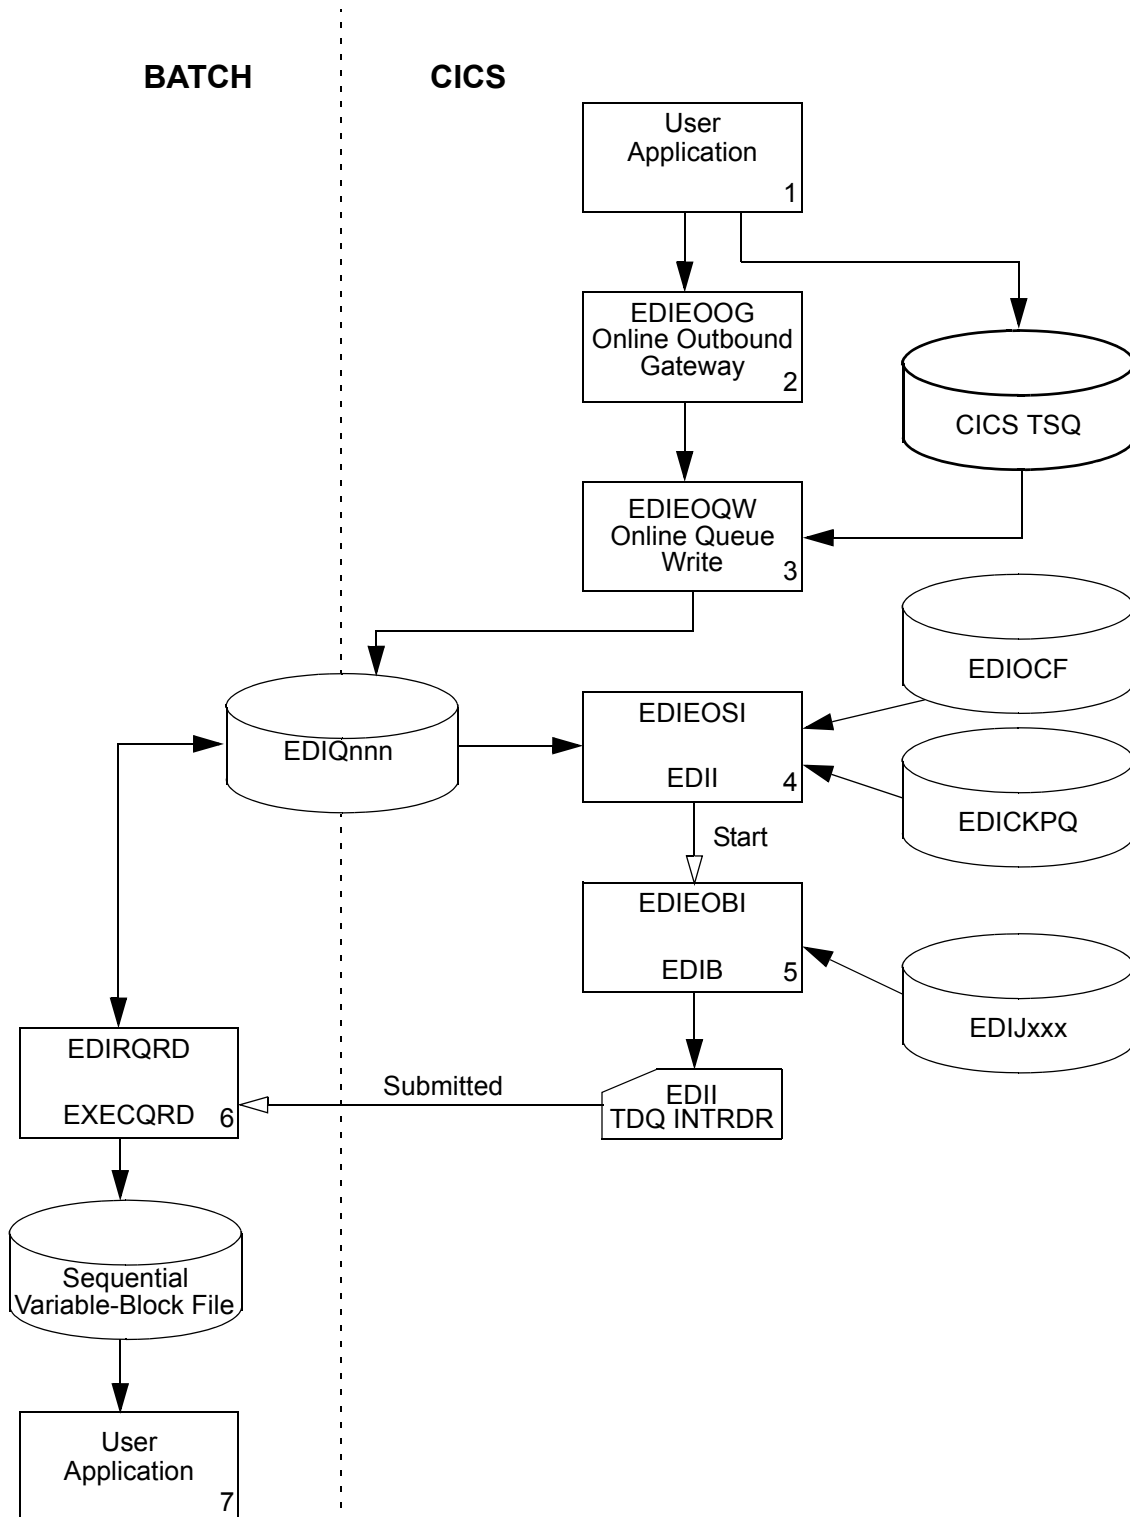 BATCH
CICS
User
Application
1
EDIEOOG
Online Outbound
Gateway
2
CICS TSQ
EDIEOQW
Online Queue
Write
3
EDIOCF
EDIQnnn
EDIEOSI
EDII
4
EDICKPQ
Start
EDIEOBI
EDIB
5
EDIJxxx
EDIRQRD
EXECQRD
6
Submitted
EDII
TDQ INTRDR
Sequential
Variable-Block File
User
Application
7